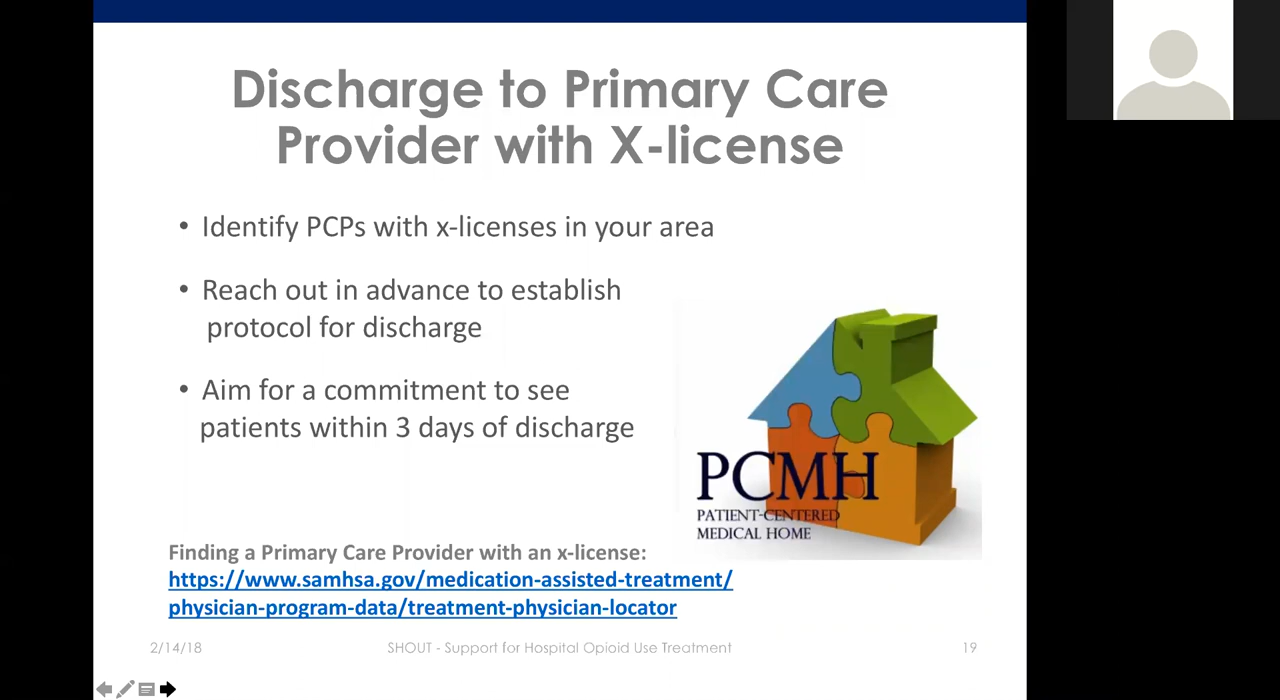 Discharge to Primary Care
Provider with X-license
• Identify PCPs with x-licenses in your area
• Reach out in advance to establish
protocol for discharge
• Aim for a commitment to see
patients within 3 days of discharge
PCMH
PATIENT-CENTERED
MEDICAL HOME
Finding a Primary Care Provider with an x-license:
https://www.samhsa.gov/medication-assisted-treatment/
physician-program-data/treatment-physician-locator
2/14/18 SHOUT - Support for Hospital Opioid Use Treatment 19